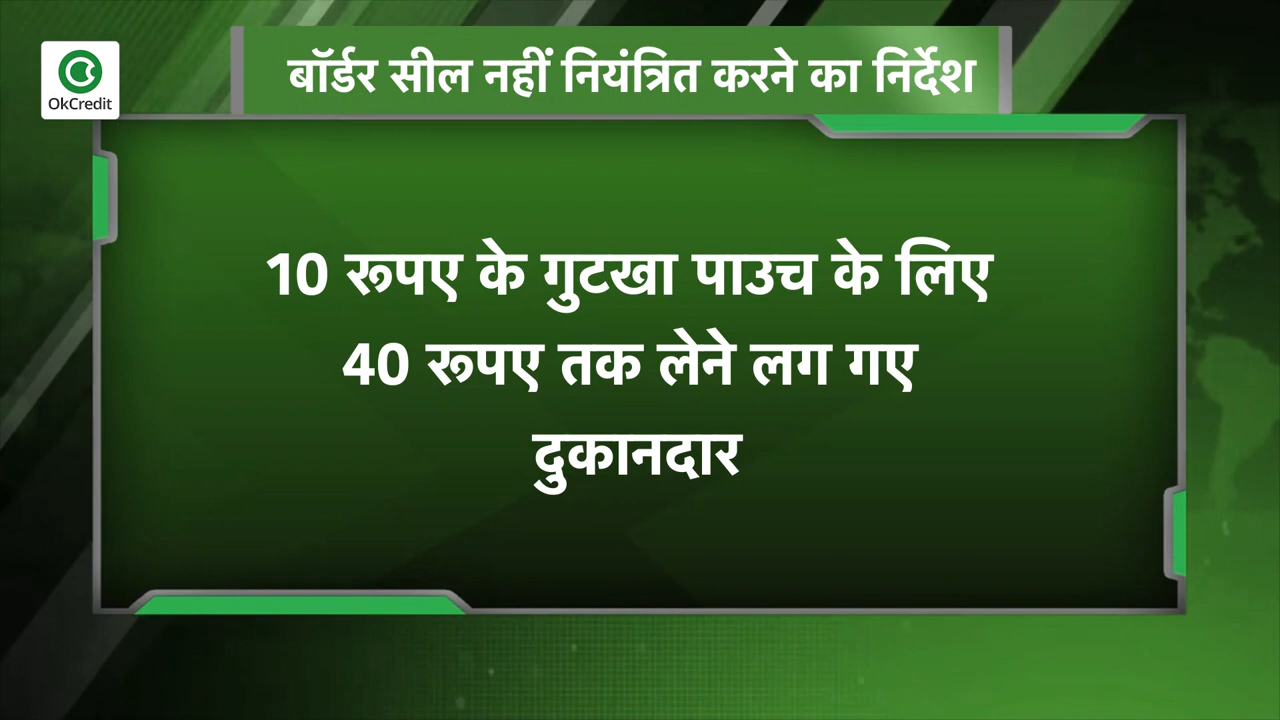 बॉर्डर सील नहीं नियंत्रित करने का निर्देश
OkCredit
10 रूपए के गुटखा पाउच के लिए
40 रूपए तक लेने लग गए
दुकानदार